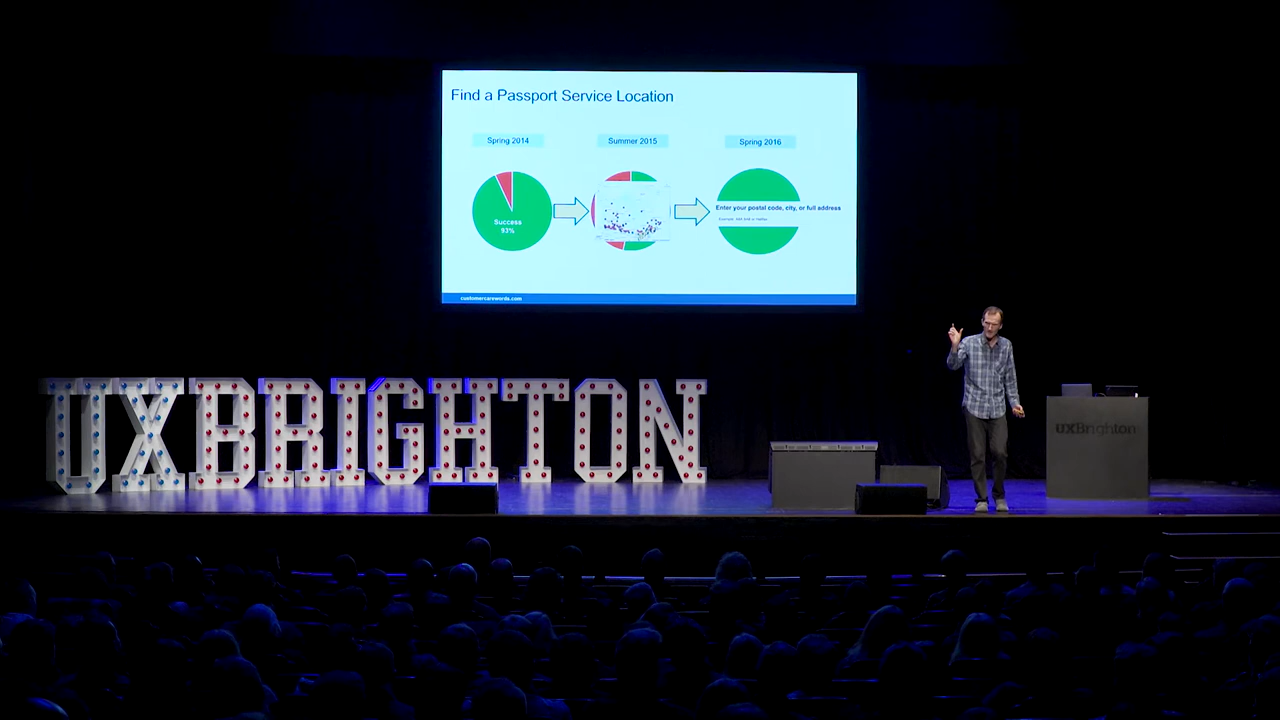 Find a Passport Service Location
Spring 2014
Summer 2015
Spring 2016
Success
93%
Enter your postal code, city, or full address
customercarewords.com
UXBRIGHTON
UXBrighton